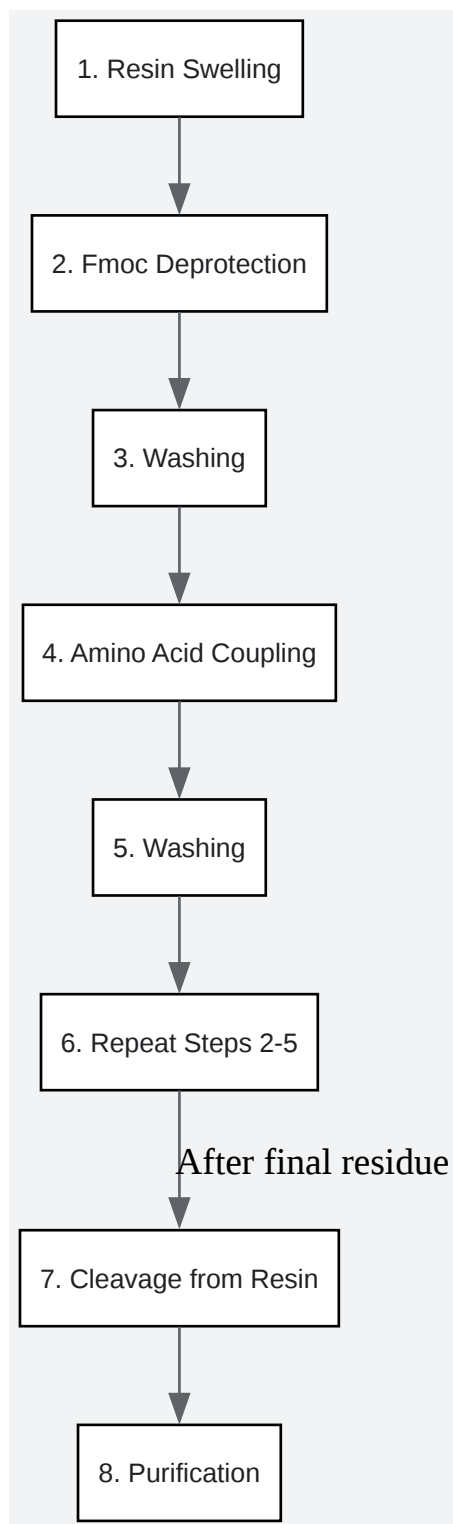 1. Resin Swelling
2. Fmoc Deprotection
3. Washing
4. Amino Acid Coupling
5. Washing
6. Repeat Steps 2-5
After final residue
7. Cleavage from Resin
8. Purification